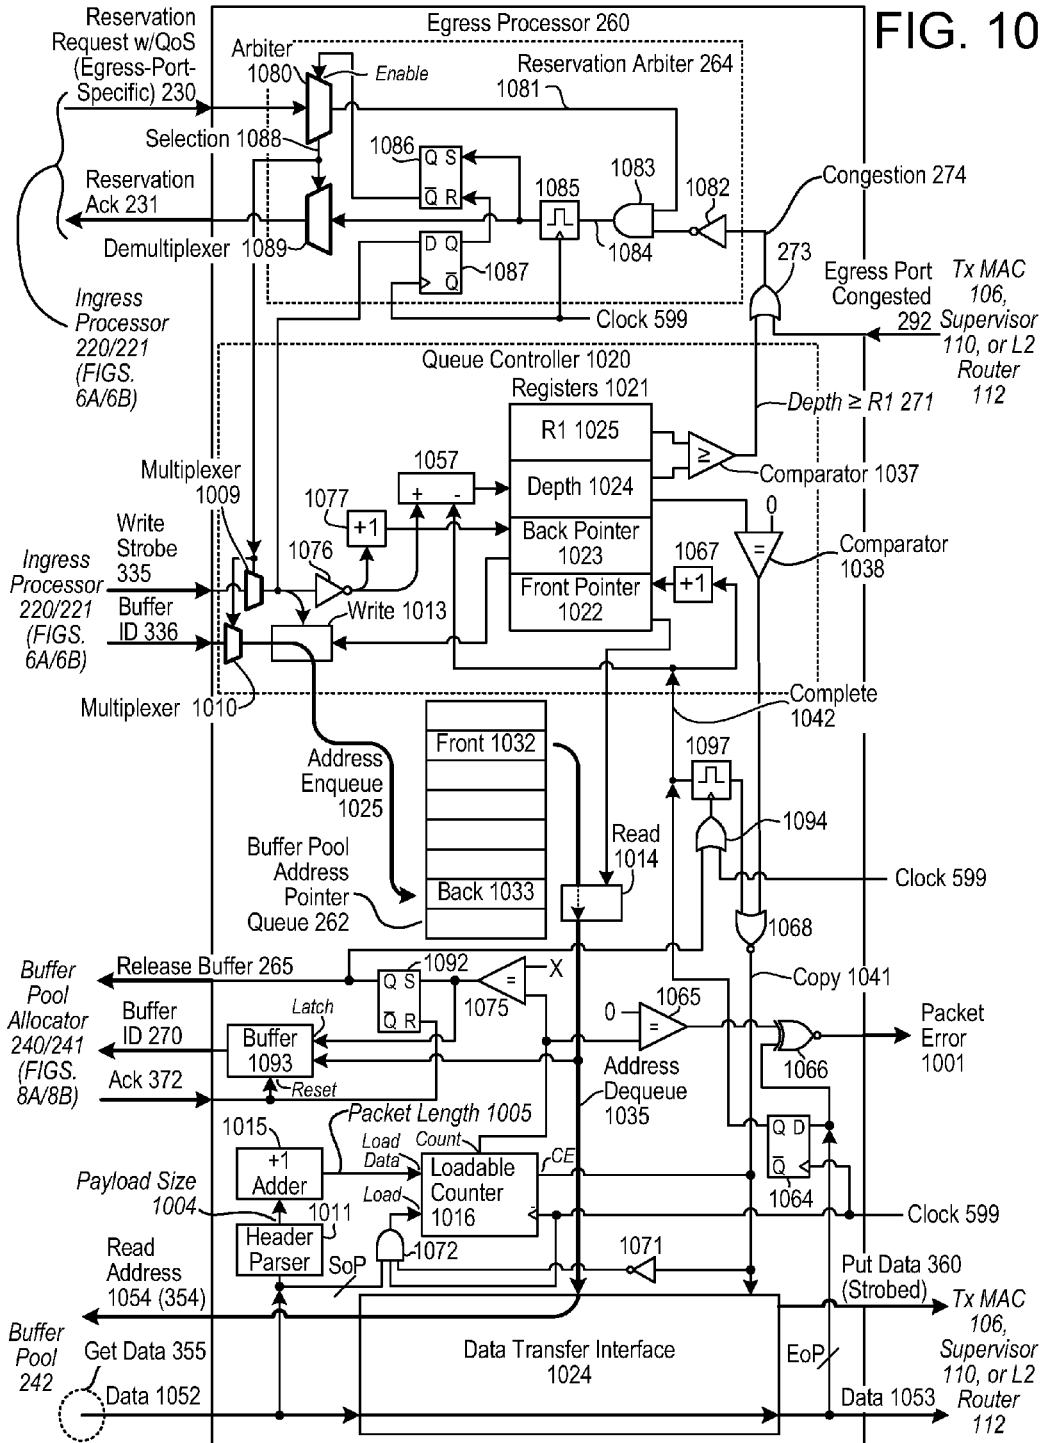 FIG. 10
Egress Processor 260
Reservation
Request w/QoS
(Egress-Port-
Specific) 230
Arbiter
1080
Enable
Reservation Arbiter 264
1081
Selection 1088
1086
Q S
Q R
1085
1083
1082
Congestion 274
Reservation
Ack 231
Demultiplexer 1089
D Q
Q
1087
1084
273
Clock 599
Egress Port
Congested
292
Tx MAC
106,
Supervisor
110, or L2
Router
112
Ingress
Processor
220/221
(FIGS.
6A/6B)
Queue Controller 1020
Registers 1021
R1 1025
≥
Depth ≥ R1 271
Comparator 1037
Multiplexer
1009
1057
+ -
Depth 1024
1077
+1
0
=
Comparator
1038
Write
Strobe
335
1076
Back Pointer
1023
1067
+1
Ingress
Processor
220/221
(FIGS.
6A/6B)
Buffer
ID 336
Write 1013
Front Pointer
1022
Multiplexer 1010
Complete
1042
Front 1032
Address
Enqueue
1025
1097
1094
Read
1014
Buffer Pool
Address
Pointer
Queue 262
Back 1033
Clock 599
1068
Release Buffer 265
1092
Q S
Q R
=
X
1075
Copy 1041
Buffer
Pool
Allocator
240/241
(FIGS.
8A/8B)
Buffer
ID 270
Latch
Buffer
1093
0
=
1065
1066
Packet
Error
1001
Ack 372
Reset
Address
Dequeue
1035
Packet Length 1005
1015
+1
Adder
Load
Data
Count
Loadable
Counter
1016
CE
Q D
Q
1064
Payload Size
1004
Load
1011
Header
Parser
1072
Clock 599
SoP
1071
Read
Address
1054 (354)
Put Data 360
(Strobed)
Buffer
Pool
242
Get Data 355
Data Transfer Interface
1024
EoP
Tx MAC
106,
Supervisor
110, or L2
Router
112
Data 1052
Data 1053